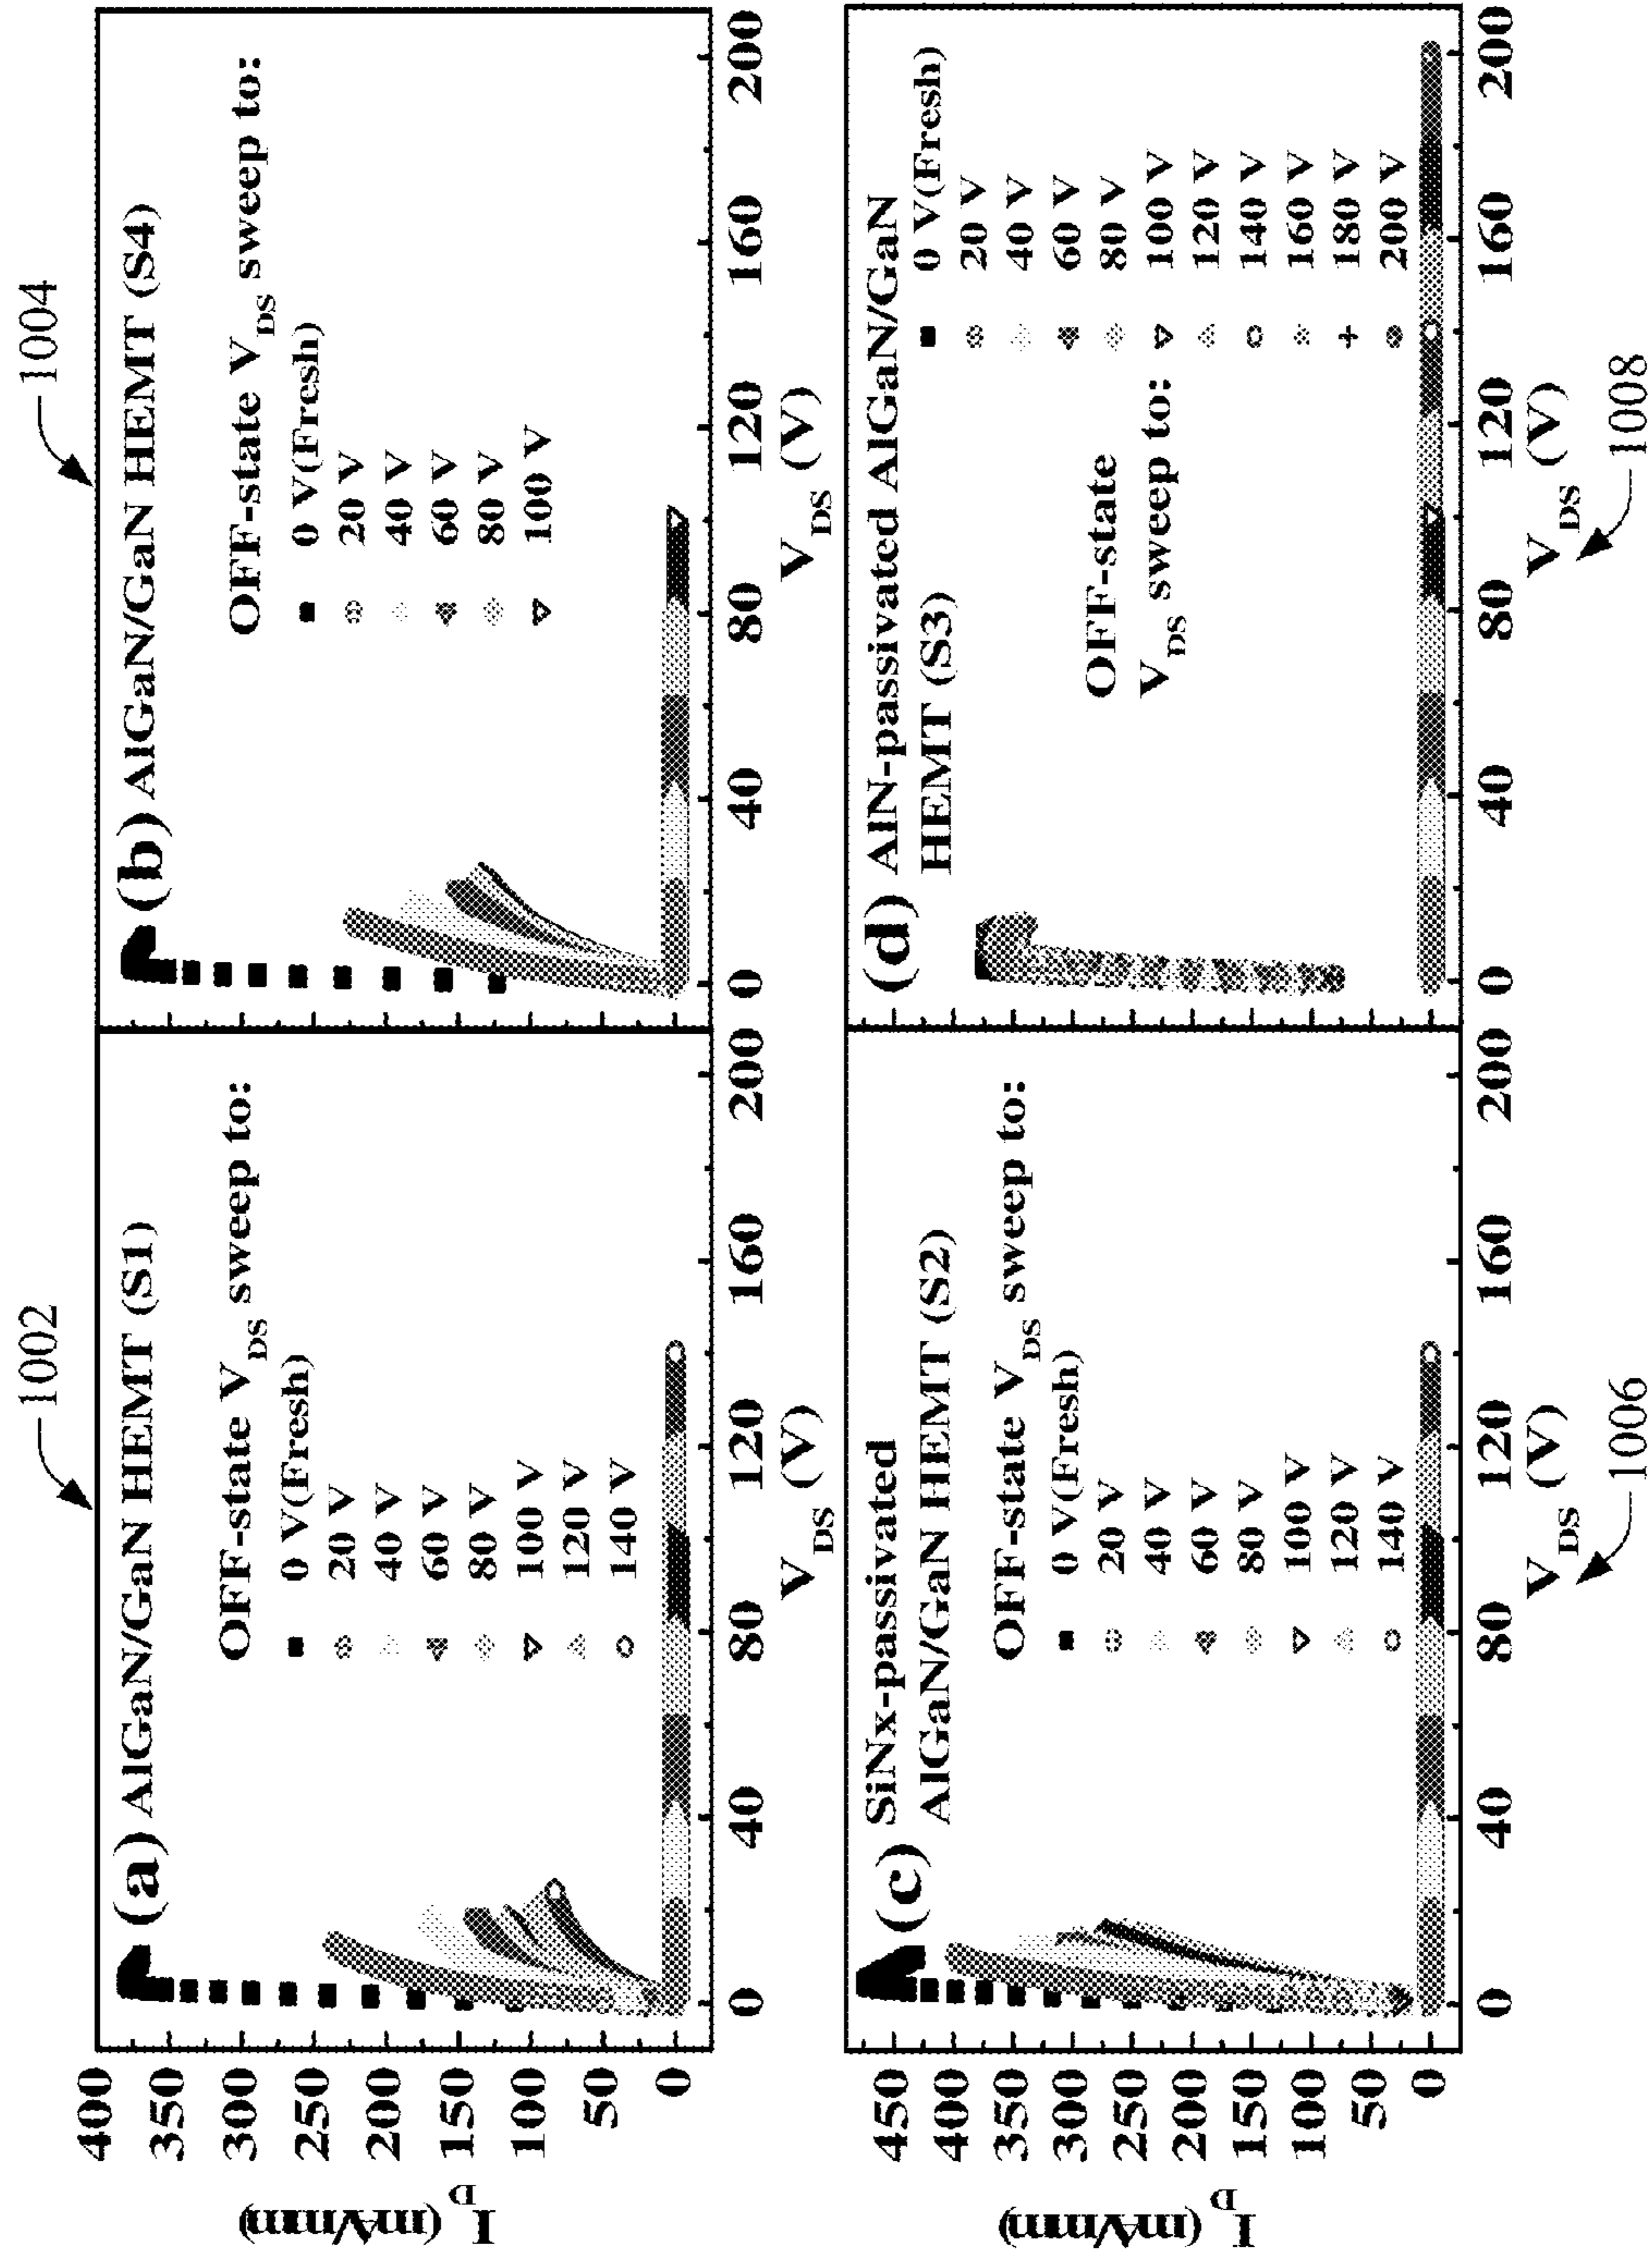 1002
1004
(a) AlGaN/GaN HEMT (S1)
OFF-state V_DS sweep to:
0 V(Fresh)
20 V
40 V
60 V
80 V
100 V
120 V
140 V
400
350
300
250
200
150
100
50
0
I_D (mA/mm)
0
40
80
120
160
200
V_DS (V)
(b) AlGaN/GaN HEMT (S4)
OFF-state V_DS sweep to:
0 V(Fresh)
20 V
40 V
60 V
80 V
100 V
0
40
80
120
160
200
V_DS (V)
(c) SiNx-passivated
AlGaN/GaN HEMT (S2)
OFF-state V_DS sweep to:
0 V(Fresh)
20 V
40 V
60 V
80 V
100 V
120 V
140 V
450
400
350
300
250
200
150
100
50
0
I_D (mA/mm)
0
40
80
120
160
200
V_DS (V)
1006
(d) AlN-passivated AlGaN/GaN
HEMT (S3)
OFF-state
V_DS sweep to:
0 V(Fresh)
20 V
40 V
60 V
80 V
100 V
120 V
140 V
160 V
180 V
200 V
0
40
80
120
160
200
V_DS (V)
1008